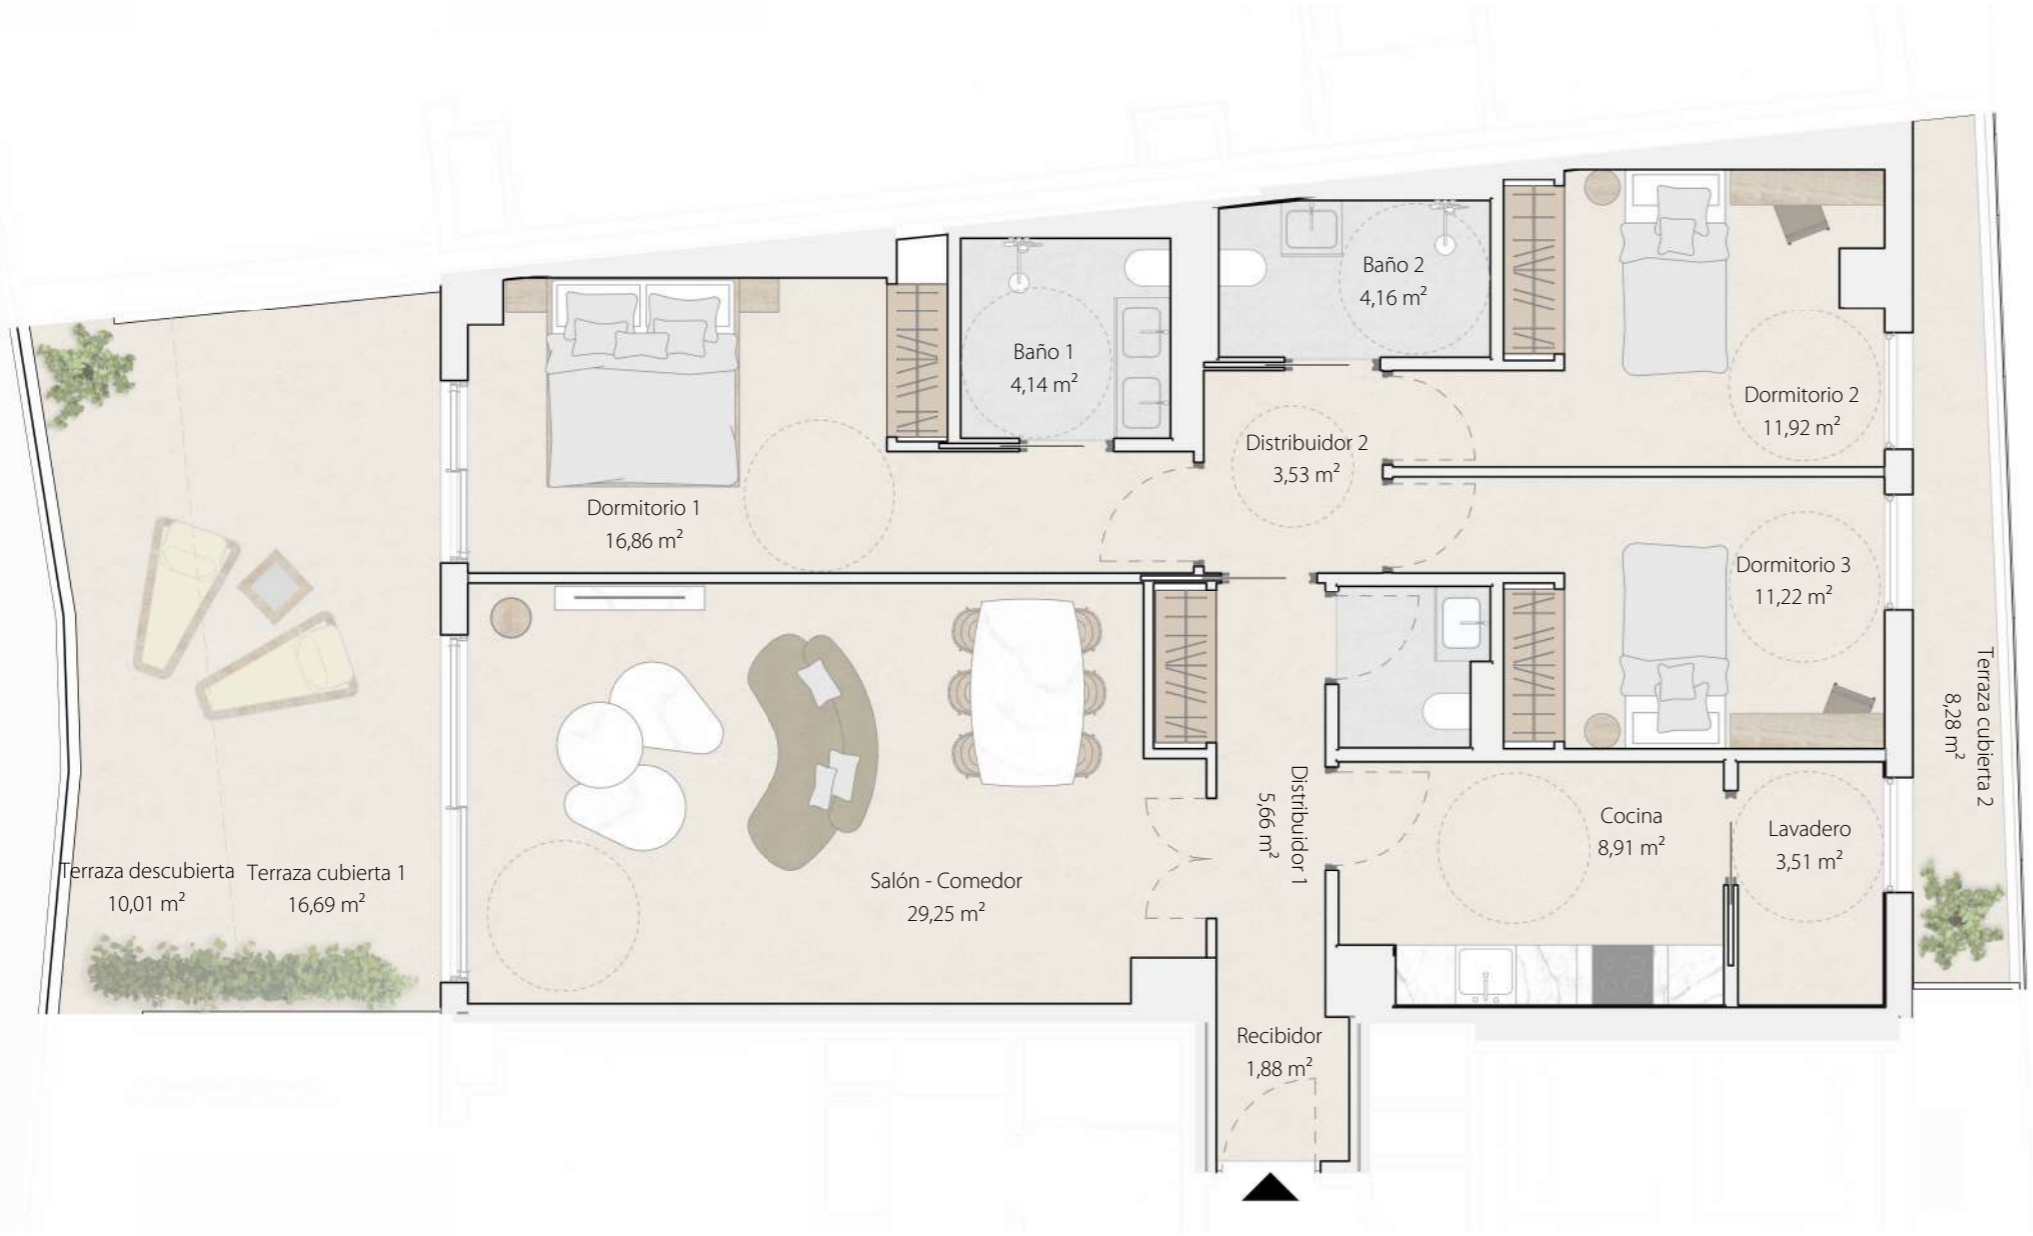 Baño 2
4,16 m²
Baño 1
4,14 m²
Dormitorio 2
11,92 m²
Distribuidor 2
3,53 m²
Dormitorio 1
16,86 m²
Dormitorio 3
11,22 m²
Terraza cubierta 2
8,28 m²
Distribuidor 1
5,66 m²
Cocina
8,91 m²
Lavadero
3,51 m²
Terraza descubierta
10,01 m²
Terraza cubierta 1
16,69 m²
Salón - Comedor
29,25 m²
Recibidor
1,88 m²